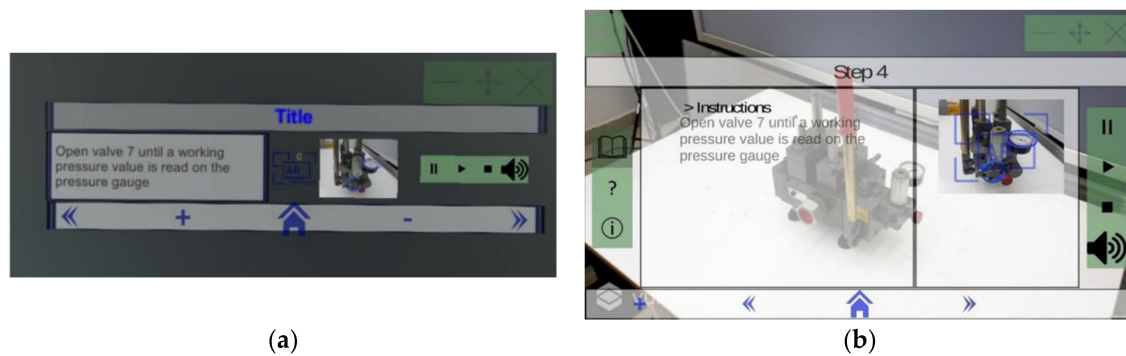 Title
Open valve 7 until a working
pressure value is read on the
pressure gauge
0
AR
Step 4
> Instructions
Open valve 7 until a working
pressure value is read on the
pressure gauge
?
i
(a)
(b)